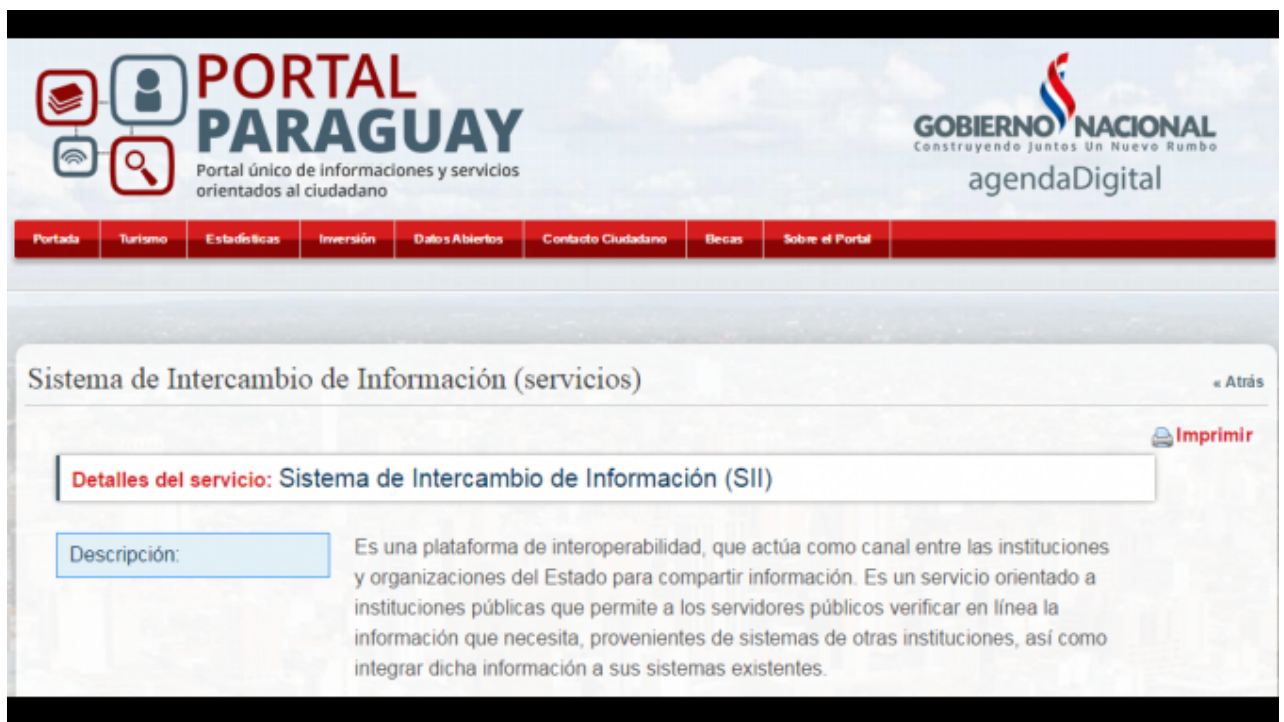 PORTAL
PARAGUAY
Portal único de informaciones y servicios
orientados al ciudadano
GOBIERNO NACIONAL
Construyendo Juntos Un Nuevo Rumbo
agendaDigital
Portada Turismo Estadísticas Inversión Datos Abiertos Contacto Ciudadano Becas Sobre el Portal
Sistema de Intercambio de Información (servicios)
« Atrás
Imprimir
Detalles del servicio: Sistema de Intercambio de Información (SII)
Descripción:
Es una plataforma de interoperabilidad, que actúa como canal entre las instituciones
y organizaciones del Estado para compartir información. Es un servicio orientado a
instituciones públicas que permite a los servidores públicos verificar en línea la
información que necesita, provenientes de sistemas de otras instituciones, así como
integrar dicha información a sus sistemas existentes.